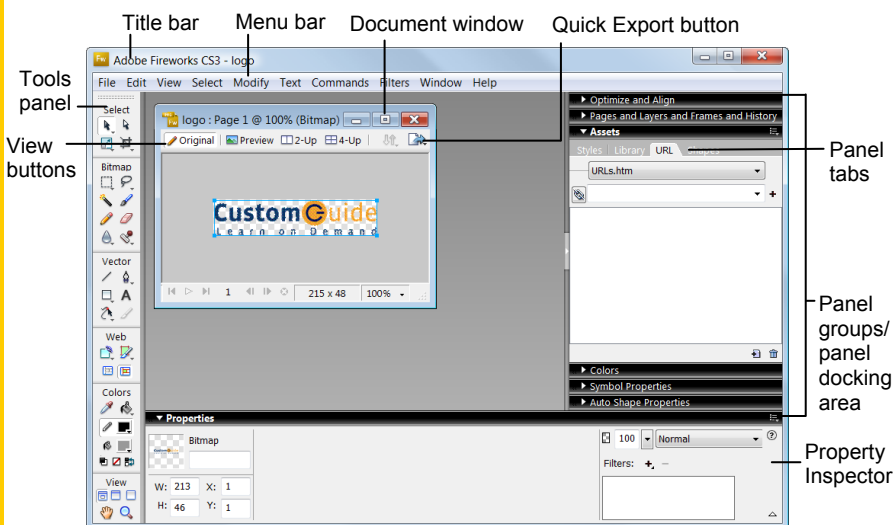 Title bar
Menu bar
Document window
Quick Export button
Adobe Fireworks CS3 - logo
File Edit View Select Modify Text Commands Filters Window Help
Tools
panel
Select
View
buttons
Bitmap
Vector
Web
Colors
View
logo : Page 1 @ 100% (Bitmap)
Original Preview 2-Up 4-Up
CustomGuide
Learn on Demand
1 215 x 48 100%
Optimize and Align
Pages and Layers and Frames and History
Assets
Styles Library URL Shapes
URLs.htm
Panel
tabs
Panel
groups/
panel
docking
area
Colors
Symbol Properties
Auto Shape Properties
Properties
Bitmap
W: 213 X: 1
H: 46 Y: 1
100 Normal
Filters:
Property
Inspector